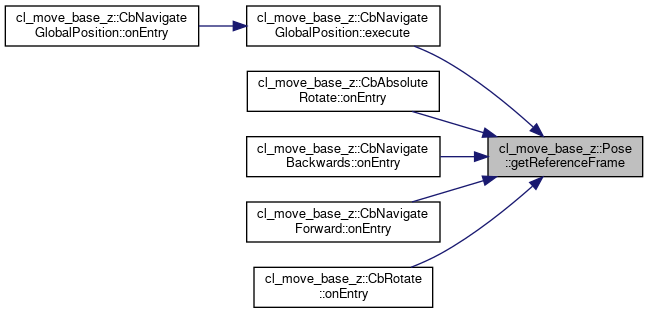 cl_move_base_z::CbNavigate
GlobalPosition::onEntry
cl_move_base_z::CbNavigate
GlobalPosition::execute
cl_move_base_z::CbAbsolute
Rotate::onEntry
cl_move_base_z::CbNavigate
Backwards::onEntry
cl_move_base_z::CbNavigate
Forward::onEntry
cl_move_base_z::CbRotate
::onEntry
cl_move_base_z::Pose
::getReferenceFrame